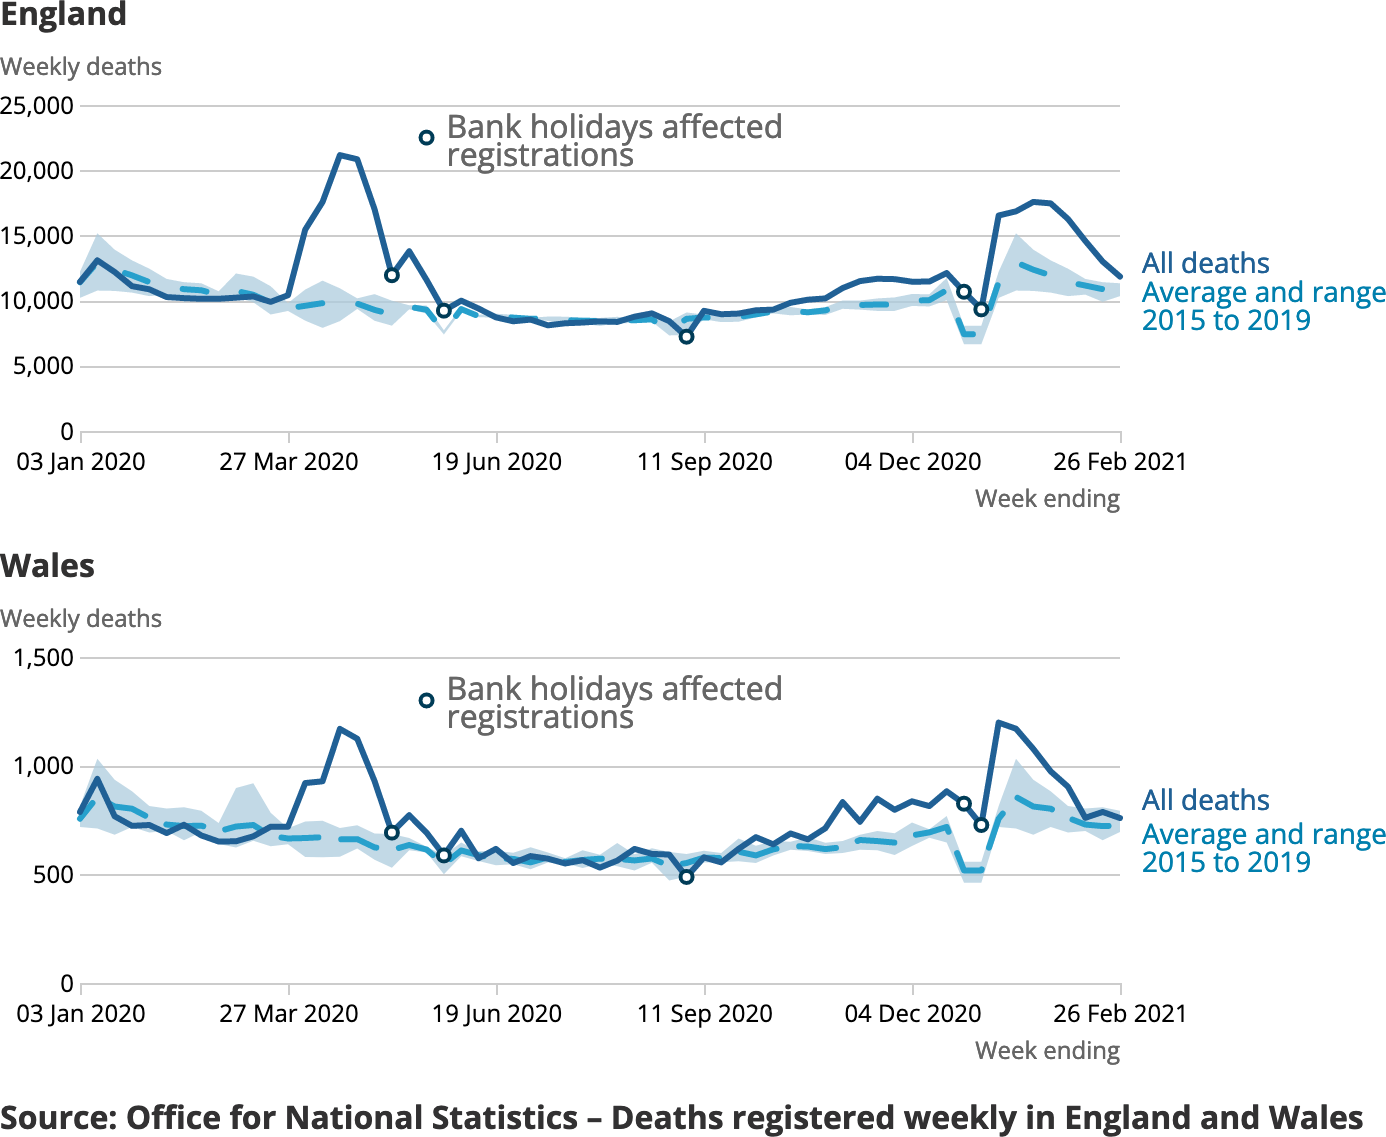 England
Weekly deaths
25,000
Bank holidays affected
registrations
20,000
15,000
All deaths
Average and range
2015 to 2019
10,000
5,000
0
03 Jan 2020 27 Mar 2020 19 Jun 2020 11 Sep 2020 04 Dec 2020 26 Feb 2021
Week ending
Wales
Weekly deaths
1,500
Bank holidays affected
registrations
1,000
All deaths
Average and range
2015 to 2019
500
0
03 Jan 2020 27 Mar 2020 19 Jun 2020 11 Sep 2020 04 Dec 2020 26 Feb 2021
Week ending
Source: Office for National Statistics – Deaths registered weekly in England and Wales